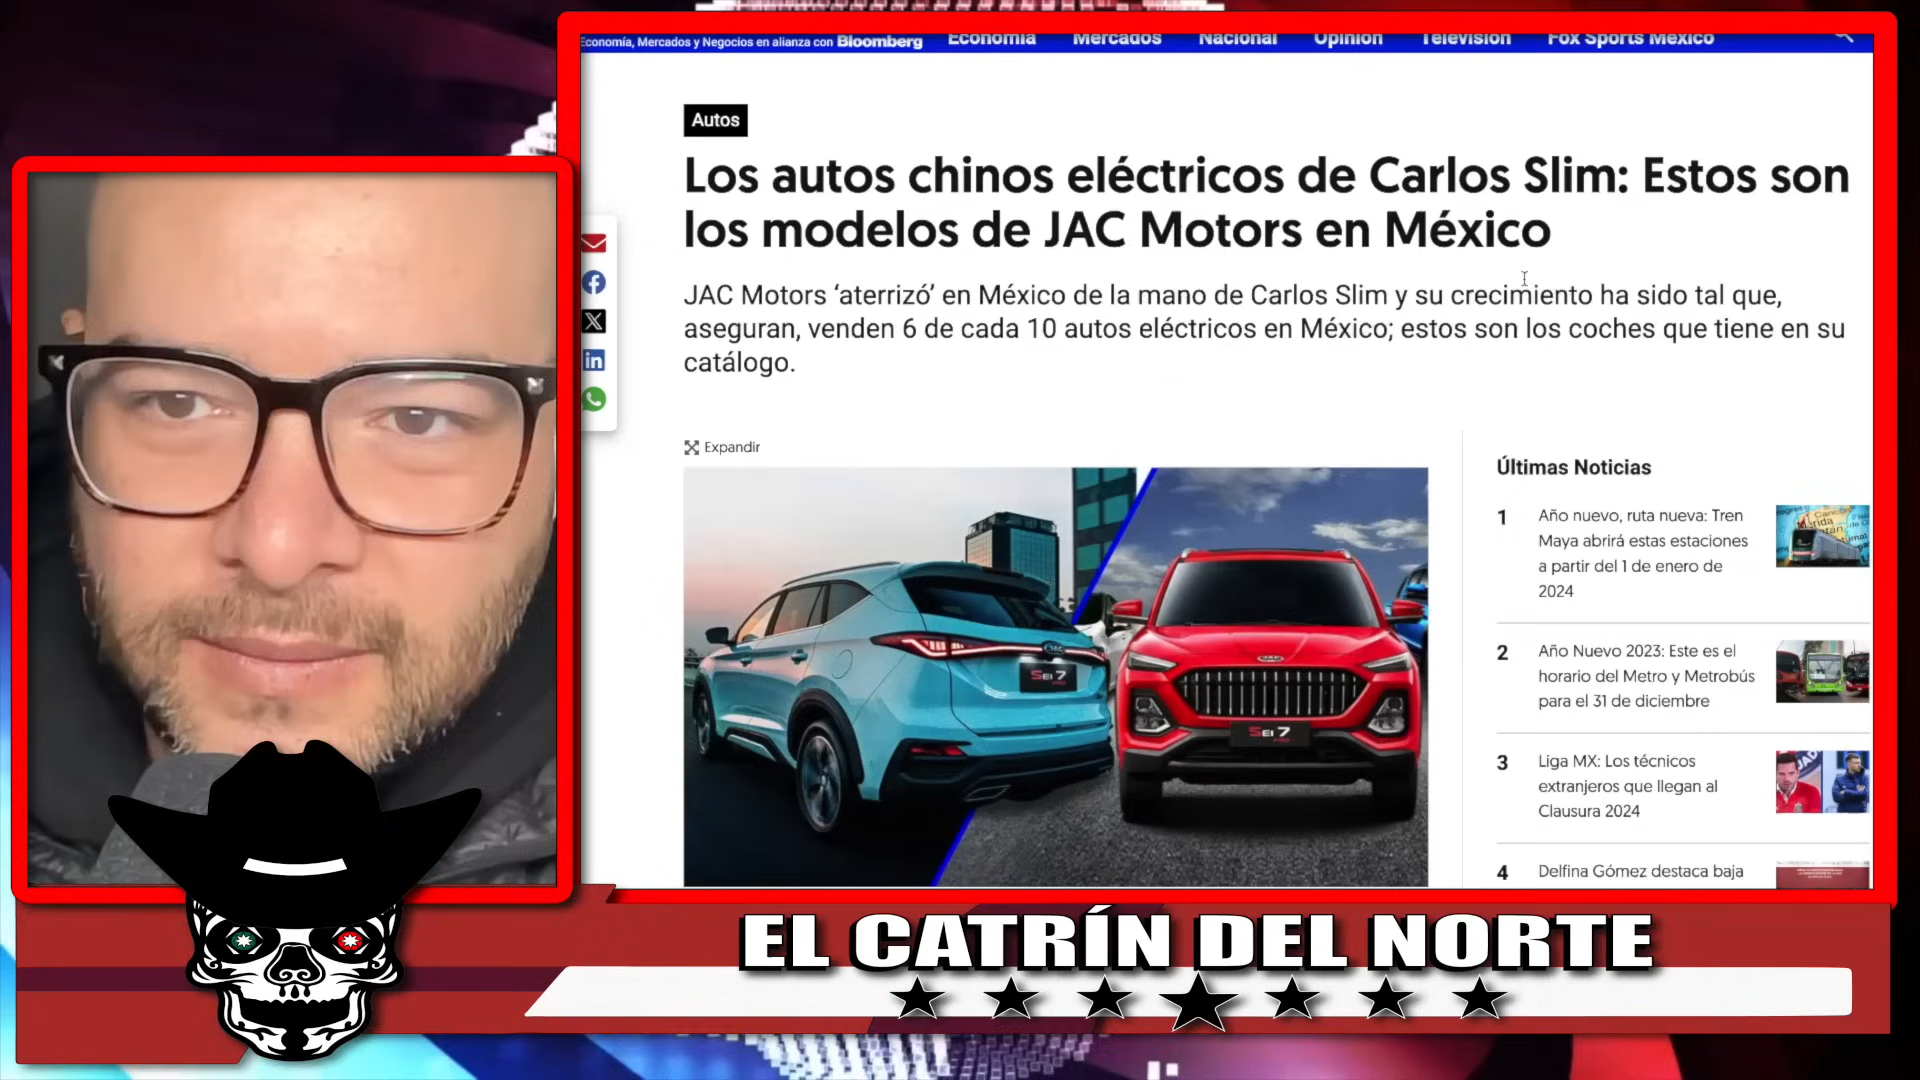 Economía, Mercados y Negocios en alianza con Bloomberg Economía Mercados Nacional Opinión Televisión Fox Sports México
Autos
Los autos chinos eléctricos de Carlos Slim: Estos son
los modelos de JAC Motors en México
JAC Motors ‘aterrizó’ en México de la mano de Carlos Slim y su crecimiento ha sido tal que,
aseguran, venden 6 de cada 10 autos eléctricos en México; estos son los coches que tiene en su
catálogo.
Expandir
JAC
SEI 7
SEI 7
Últimas Noticias
1 Año nuevo, ruta nueva: Tren
Maya abrirá estas estaciones
a partir del 1 de enero de
2024
Mérida
2 Año Nuevo 2023: Este es el
horario del Metro y Metrobús
para el 31 de diciembre
3 Liga MX: Los técnicos
extranjeros que llegan al
Clausura 2024
4 Delfina Gómez destaca baja
EL CATRÍN DEL NORTE